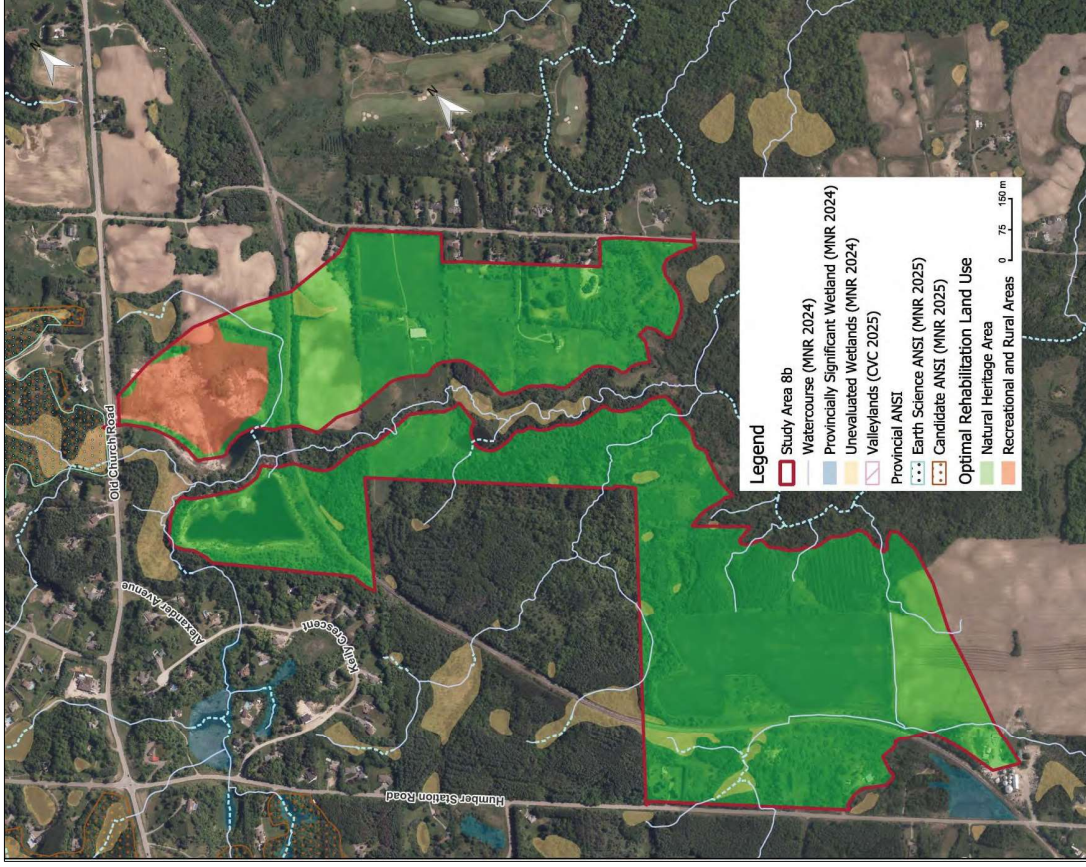 N
N
Old Church Road
Alexander Avenue
Kelly Crescent
Humber Station Road
Legend
Study Area 8b
Watercourse (MNR 2024)
Provincially Significant Wetland (MNR 2024)
Unevaluated Wetlands (MNR 2024)
Valleylands (CVC 2025)
Provincial ANSI
Earth Science ANSI (MNR 2025)
Candidate ANSI (MNR 2025)
Optimal Rehabilitation Land Use
Natural Heritage Area
Recreational and Rural Areas
0 75 150 m